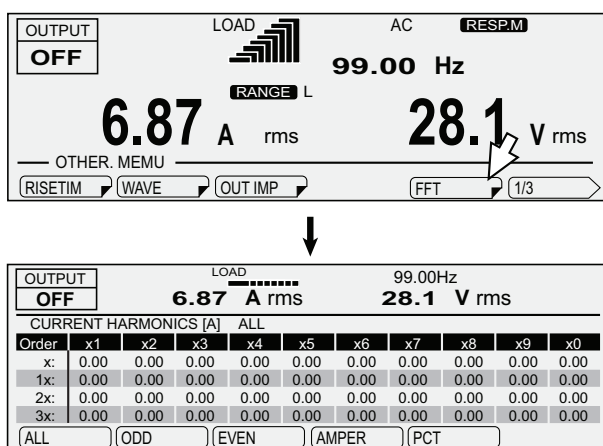 OUTPUT LOAD AC RESP.M
OFF 99.00 Hz
RANGE L
6.87 A rms 28.1 V rms
OTHER. MEMU
RISETIM WAVE OUT IMP FFT 1/3
OUTPUT LOAD 99.00Hz
OFF 6.87 A rms 28.1 V rms
CURRENT HARMONICS [A] ALL
Order x1 x2 x3 x4 x5 x6 x7 x8 x9 x0
x: 0.00 0.00 0.00 0.00 0.00 0.00 0.00 0.00 0.00 0.00
1x: 0.00 0.00 0.00 0.00 0.00 0.00 0.00 0.00 0.00 0.00
2x: 0.00 0.00 0.00 0.00 0.00 0.00 0.00 0.00 0.00 0.00
3x: 0.00 0.00 0.00 0.00 0.00 0.00 0.00 0.00 0.00 0.00
ALL ODD EVEN AMPER PCT